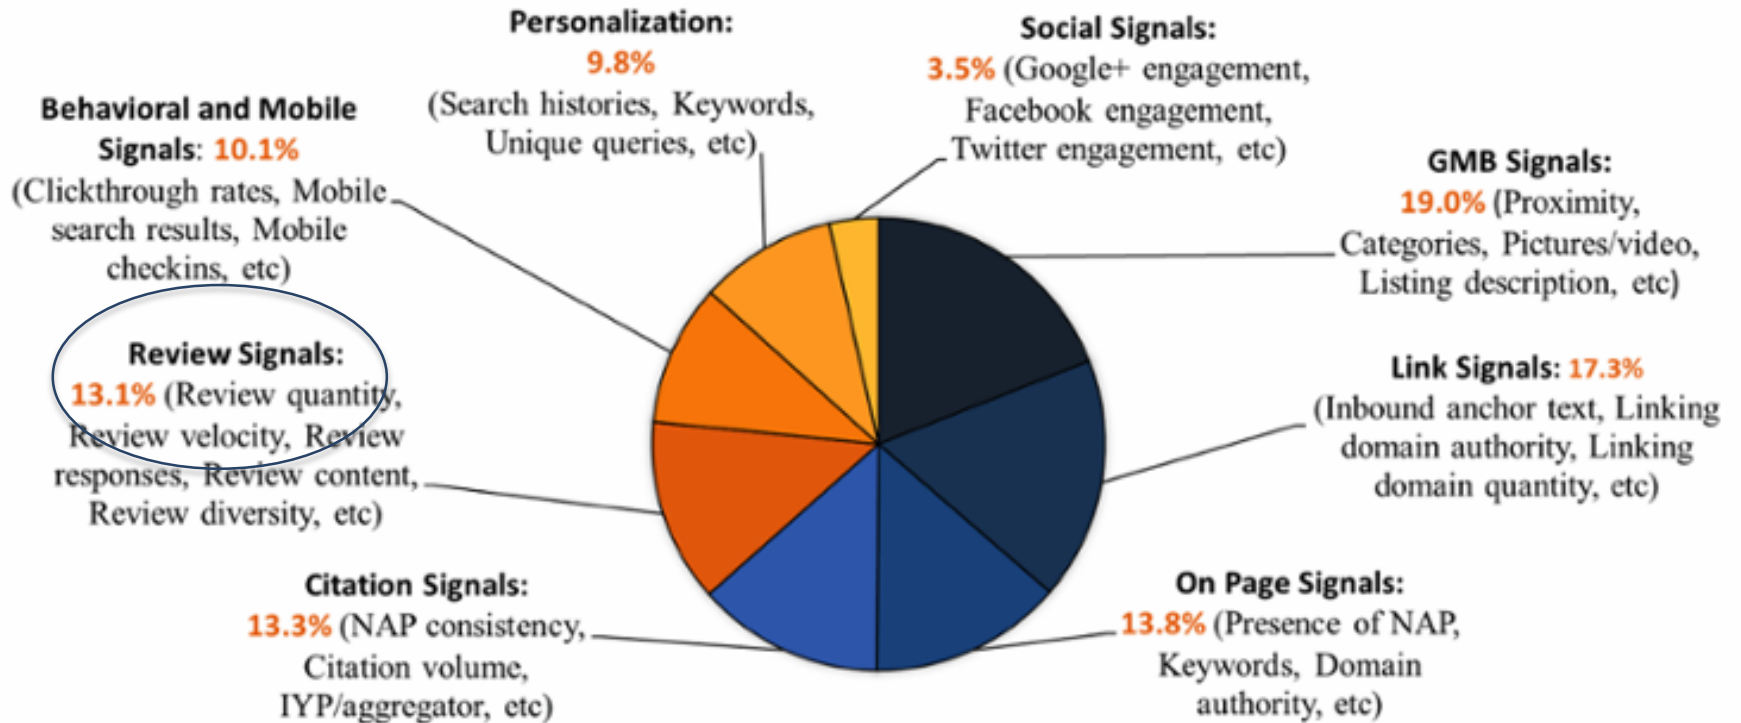 Personalization:
9.8%
(Search histories, Keywords,
Unique queries, etc)
Social Signals:
3.5% (Google+ engagement,
Facebook engagement,
Twitter engagement, etc)
Behavioral and Mobile
Signals: 10.1%
(Clickthrough rates, Mobile
search results, Mobile
checkins, etc)
GMB Signals:
19.0% (Proximity,
Categories, Pictures/video,
Listing description, etc)
Review Signals:
13.1% (Review quantity,
Review velocity, Review
responses, Review content,
Review diversity, etc)
Link Signals: 17.3%
(Inbound anchor text, Linking
domain authority, Linking
domain quantity, etc)
Citation Signals:
13.3% (NAP consistency,
Citation volume,
IYP/aggregator, etc)
On Page Signals:
13.8% (Presence of NAP,
Keywords, Domain
authority, etc)